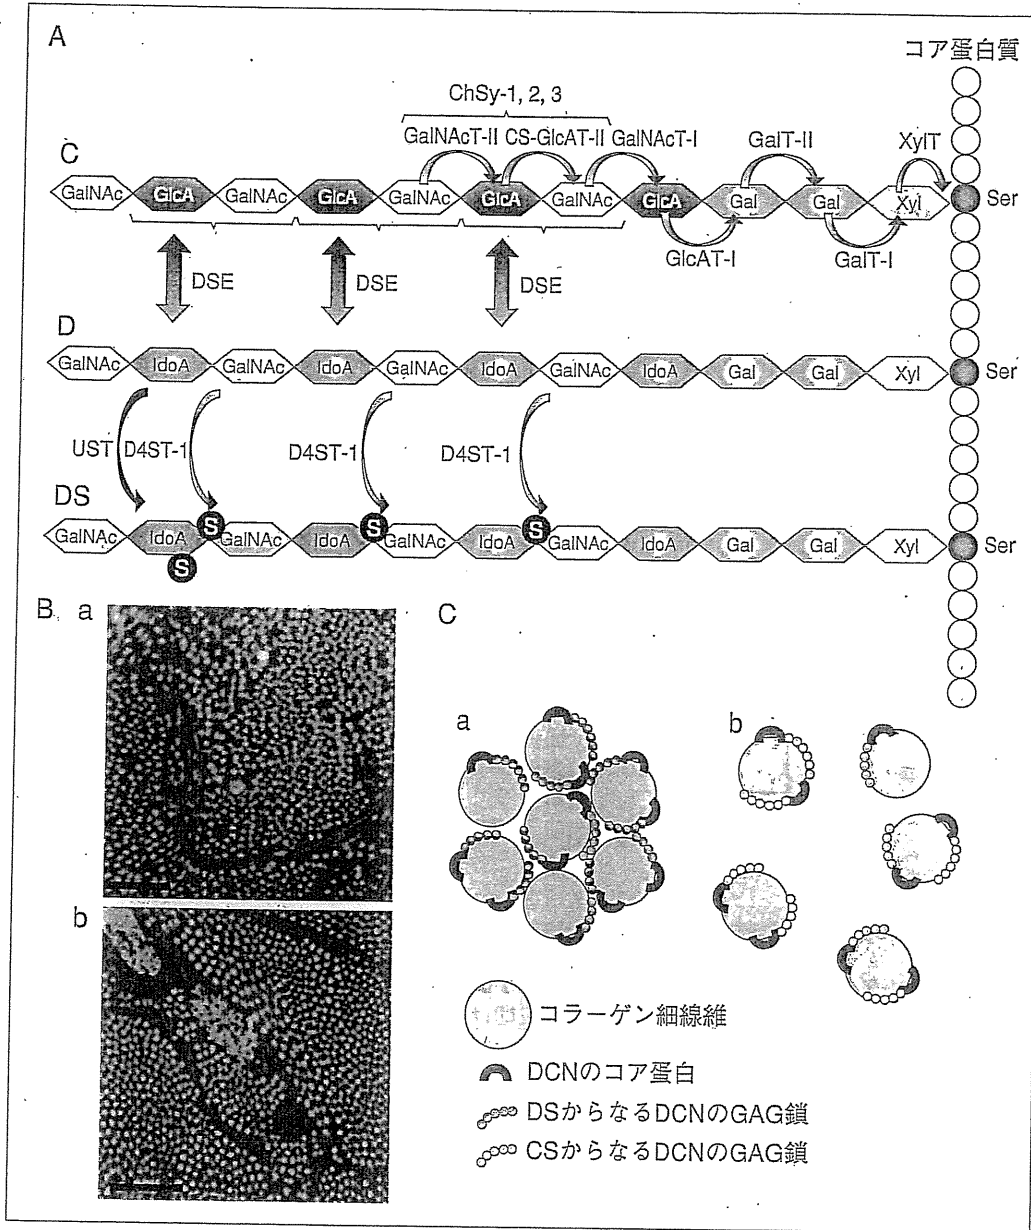 A
コア蛋白質
ChSy-1, 2, 3
GalNAcT-II CS-GlcAT-II GalNAcT-I GalT-II XylT
C
GalNAc GlcA GalNAc GlcA GalNAc GlcA GalNAc GlcA Gal Gal Xyl Ser
GlcAT-I GalT-I
DSE DSE DSE
D
GalNAc IdoA GalNAc IdoA GalNAc IdoA GalNAc IdoA Gal Gal Xyl Ser
UST D4ST-1 D4ST-1 D4ST-1
DS
S S S
GalNAc IdoA GalNAc IdoA GalNAc IdoA GalNAc IdoA Gal Gal Xyl Ser
S
B a
b
C
a b
コラーゲン細線維
DCNのコア蛋白
DSからなるDCNのGAG鎖
CSからなるDCNのGAG鎖